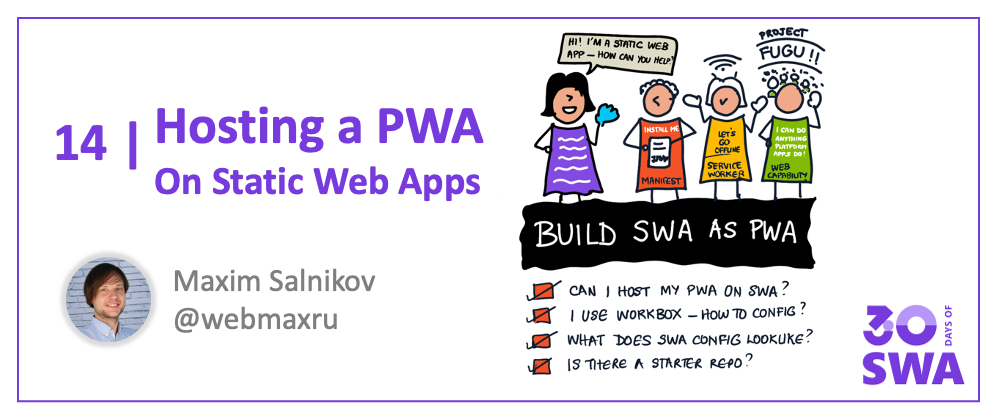 14 | Hosting a PWA
On Static Web Apps
Maxim Salnikov
@webmaxru
HI! I'M A STATIC WEB
APP – HOW CAN YOU HELP?
PROJECT
FUGU!!
INSTALL ME
MANIFEST
LET'S
GO
OFFLINE
SERVICE
WORKER
I CAN DO
ANYTHING
PLATFORM
APPS DO!
WEB
CAPABILITY
BUILD SWA AS PWA
CAN I HOST MY PWA ON SWA?
I USE WORKBOX – HOW TO CONFIG?
WHAT DOES SWA CONFIG LOOKLIKE?
IS THERE A STARTER REPO?
30
DAYS OF
SWA